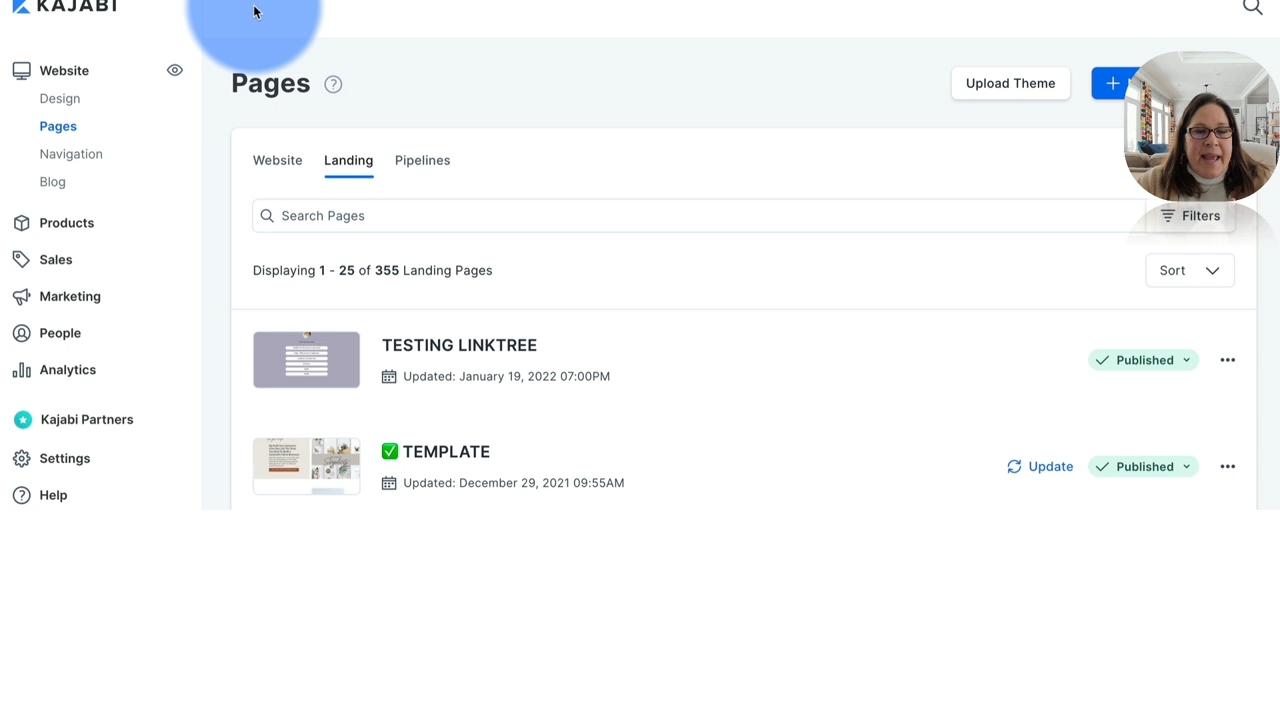 KAJABI
Website
Design
Pages
Navigation
Blog
Products
Sales
Marketing
People
Analytics
Kajabi Partners
Settings
Help
Pages
Upload Theme
Website Landing Pipelines
Search Pages
Filters
Displaying 1 - 25 of 355 Landing Pages
Sort
TESTING LINKTREE
Updated: January 19, 2022 07:00PM
Published
✅ TEMPLATE
Updated: December 29, 2021 09:55AM
Update
Published